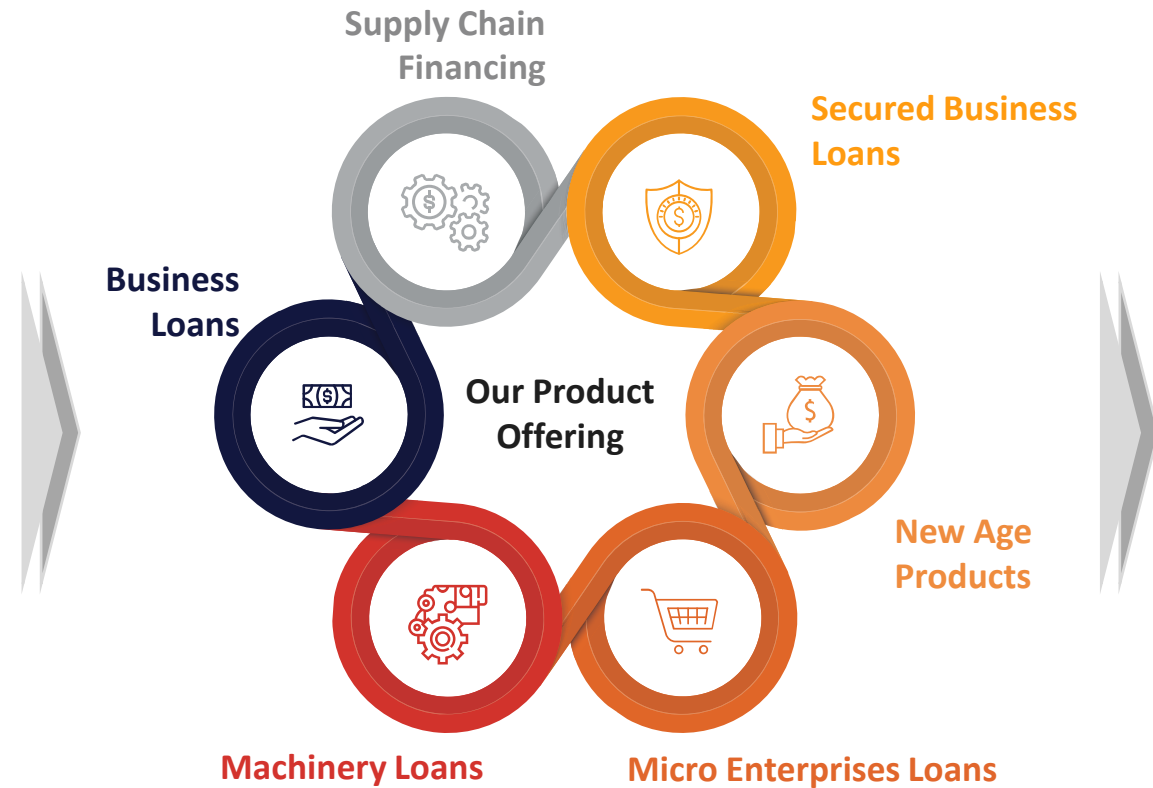 Supply Chain
Financing
Secured Business
Loans
Business
Loans
Our Product
Offering
New Age
Products
Machinery Loans
Micro Enterprises Loans